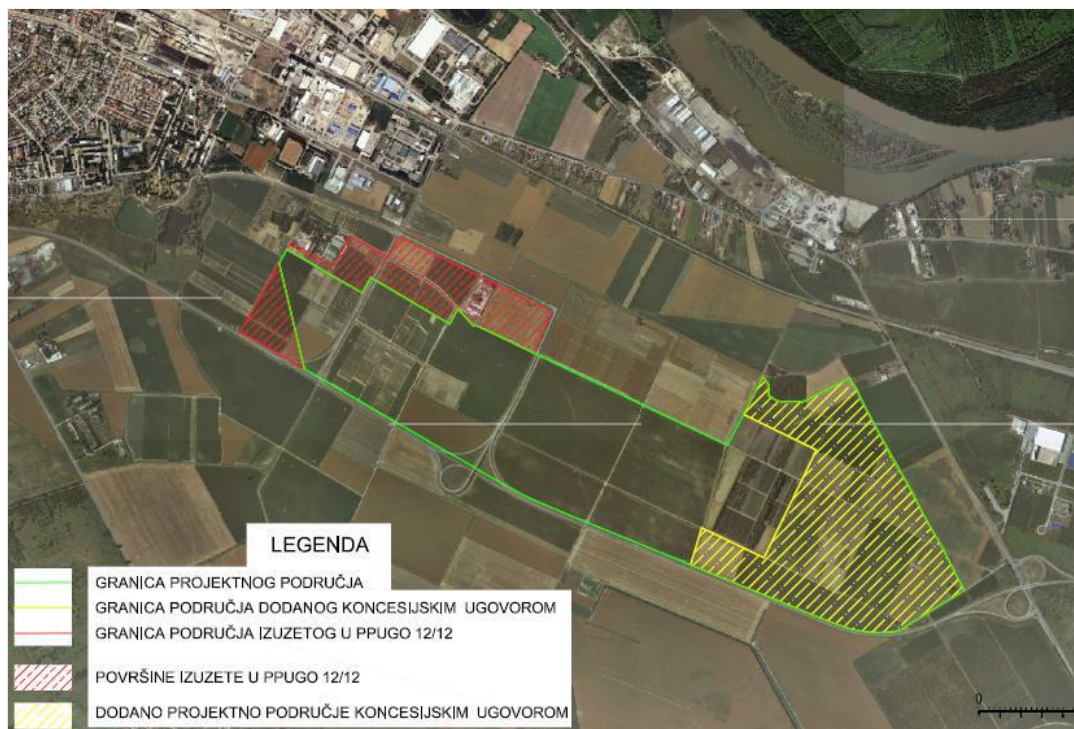 LEGENDA
GRANICA PROJEKTNOG PODRUČJA
GRANICA PODRUČJA DODANOG KONCESIJSKIM UGOVOROM
GRANICA PODRUČJA IZUZETOG U PPUGO 12/12
POVRŠINE IZUZETE U PPUGO 12/12
DODANO PROJEKTNO PODRUČJE KONCESIJSKIM UGOVOROM
0